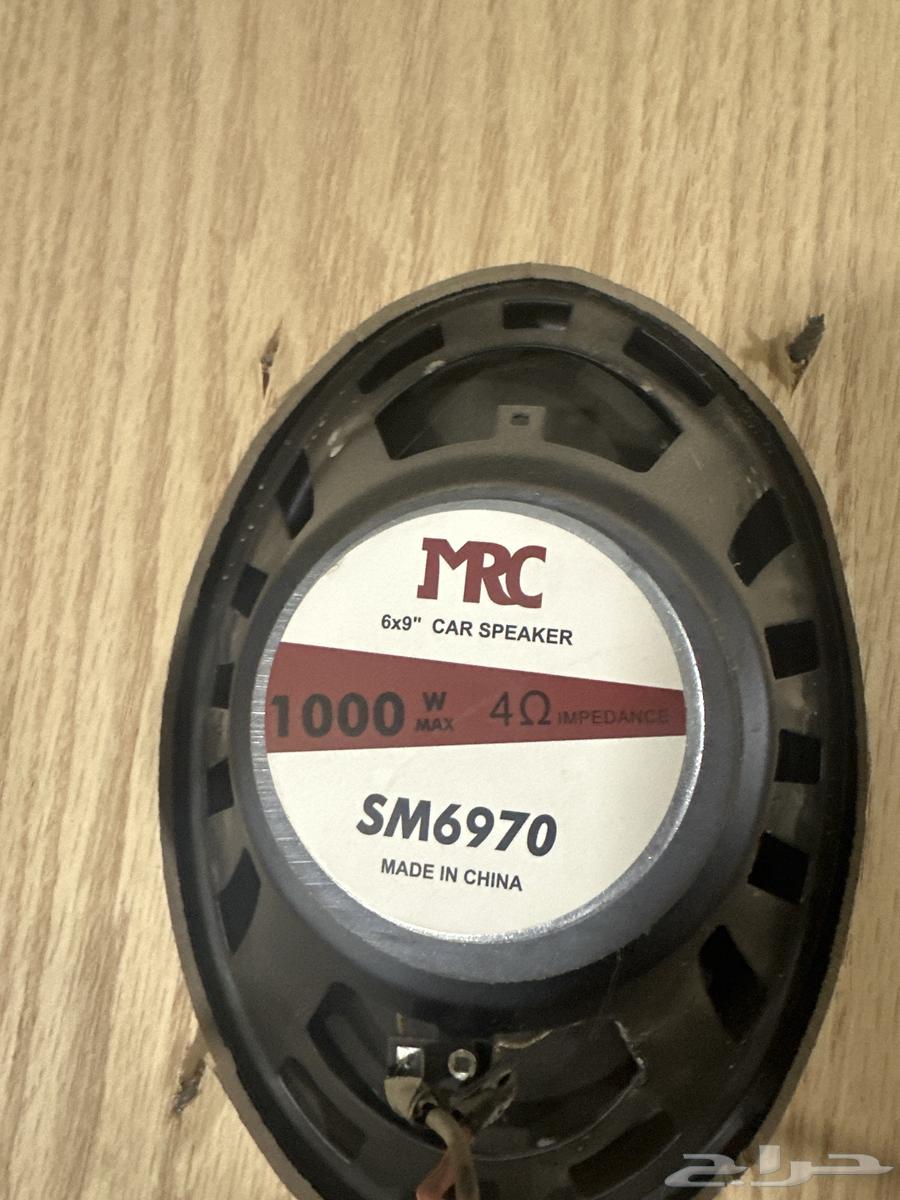 MRC
6x9" CAR SPEAKER
1000 W MAX 4Ω IMPEDANCE
SM6970
MADE IN CHINA
حراج